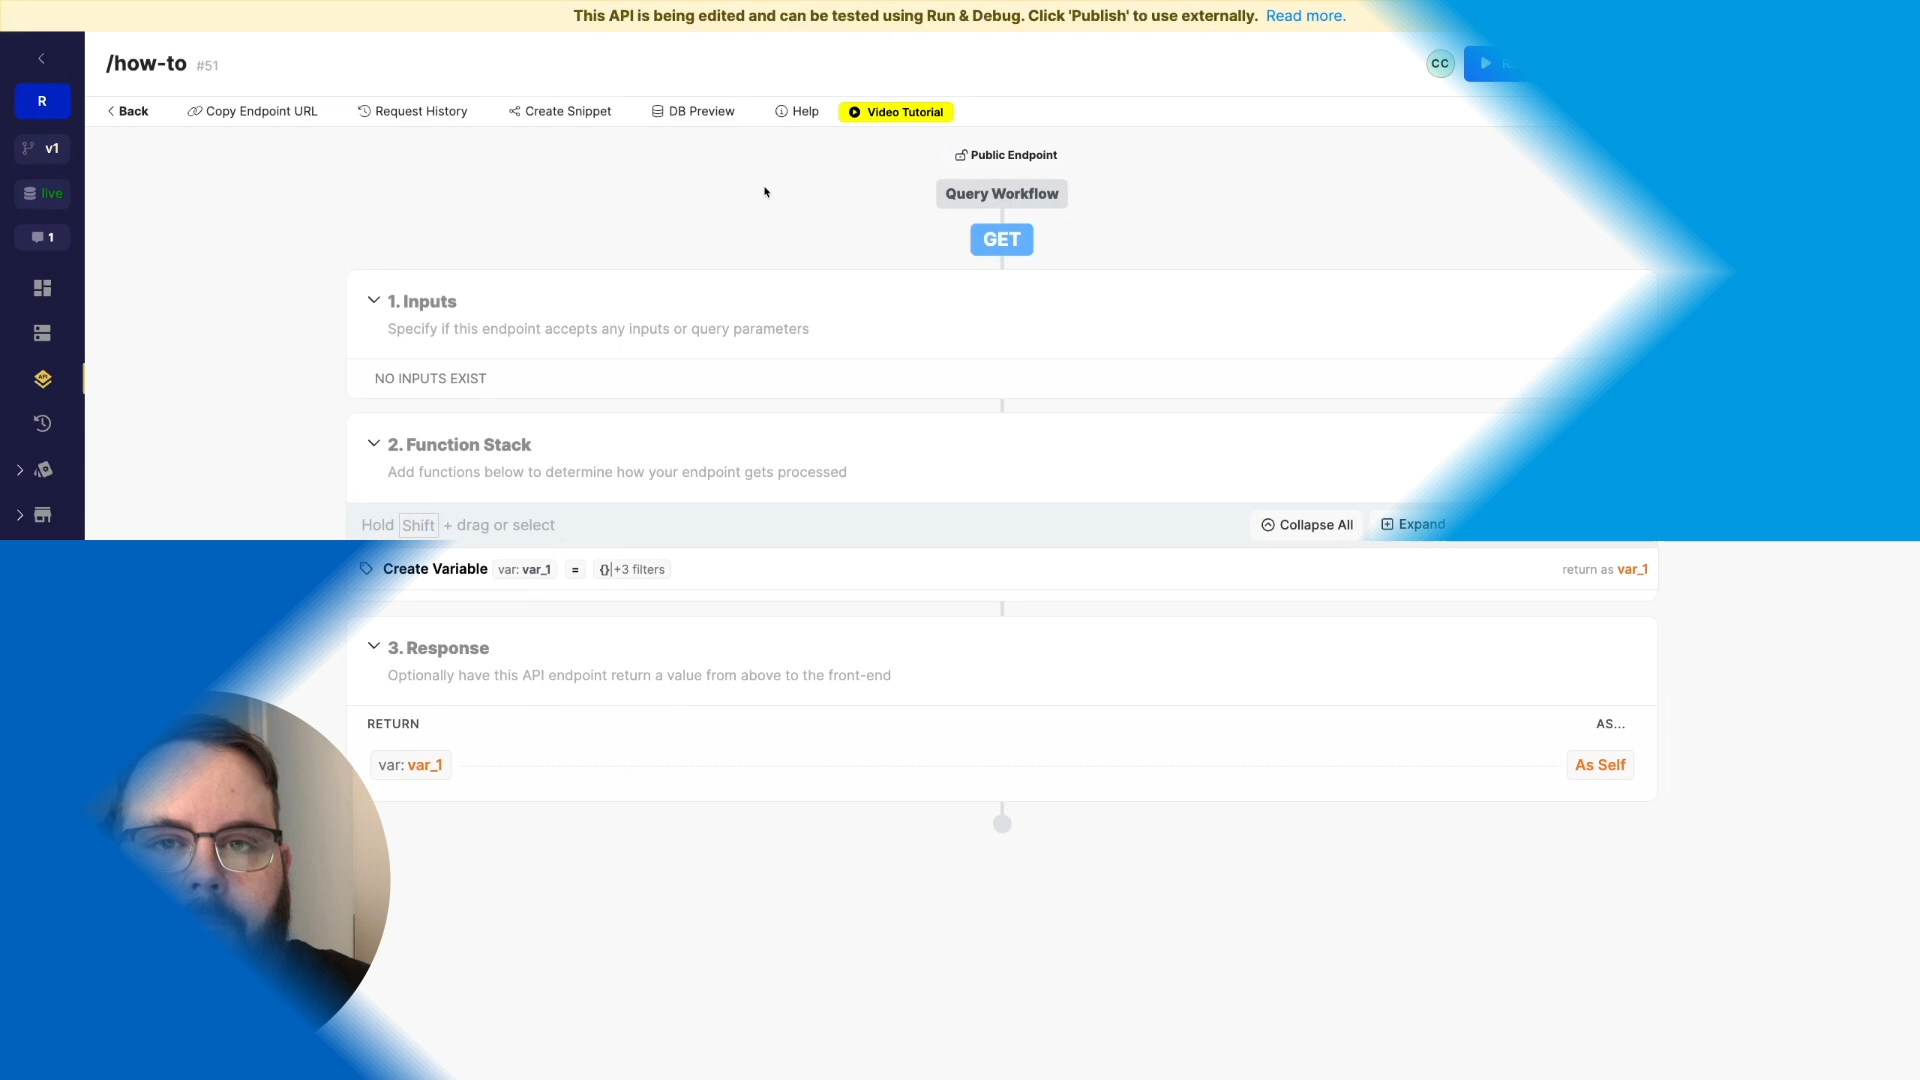 This API is being edited and can be tested using Run & Debug. Click 'Publish' to use externally. Read more.
/how-to #51
CC
R
Back
Copy Endpoint URL
Request History
Create Snippet
DB Preview
Help
Video Tutorial
v1
live
1
API
Public Endpoint
Query Workflow
GET
1. Inputs
Specify if this endpoint accepts any inputs or query parameters
NO INPUTS EXIST
2. Function Stack
Add functions below to determine how your endpoint gets processed
Hold Shift + drag or select
Collapse All
Expand
Create Variable var: var_1 = {}|+3 filters
return as var_1
3. Response
Optionally have this API endpoint return a value from above to the front-end
RETURN
AS...
var: var_1
As Self